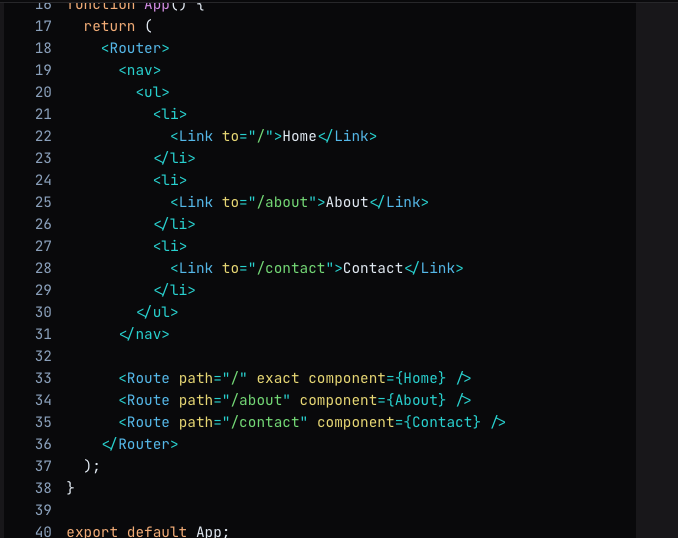 16 function App() {
17   return (
18     <Router>
19       <nav>
20         <ul>
21           <li>
22             <Link to="/">Home</Link>
23           </li>
24           <li>
25             <Link to="/about">About</Link>
26           </li>
27           <li>
28             <Link to="/contact">Contact</Link>
29           </li>
30         </ul>
31       </nav>
32
33       <Route path="/" exact component={Home} />
34       <Route path="/about" component={About} />
35       <Route path="/contact" component={Contact} />
36     </Router>
37   );
38 }
39
40 export default App;